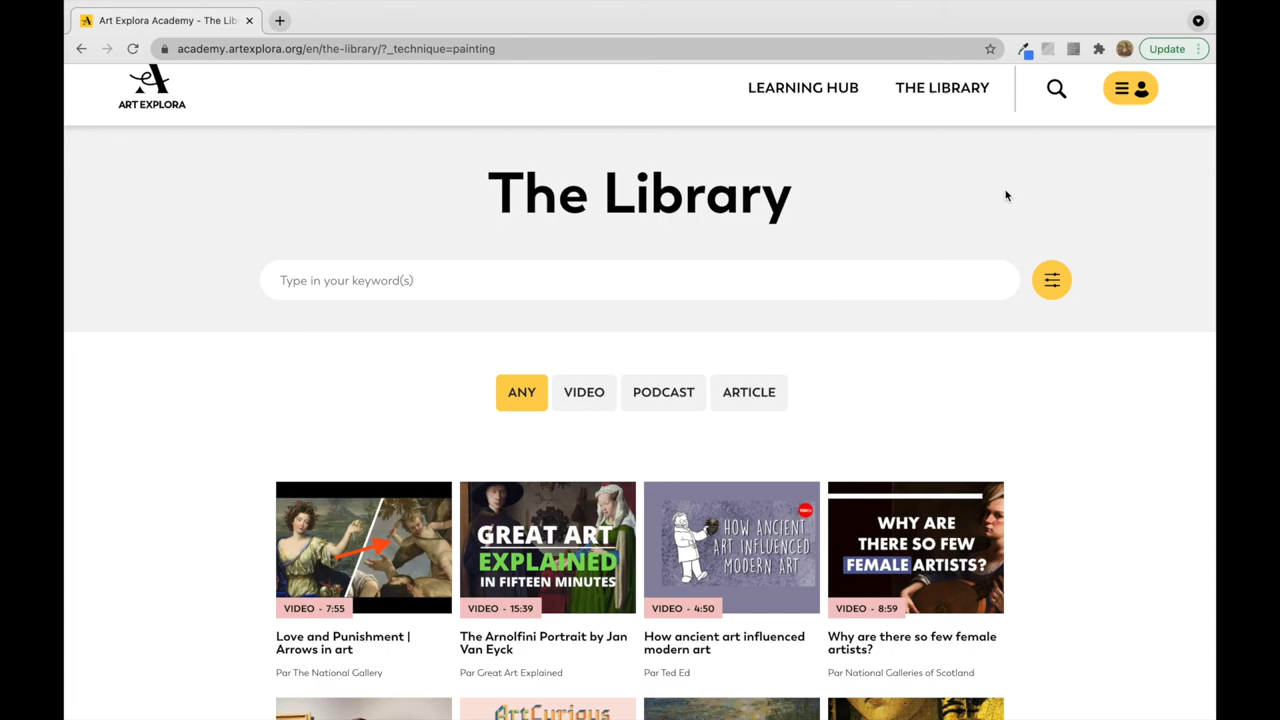 Art Explora Academy - The Lib
academy.artexplora.org/en/the-library/?_technique=painting
Update
ART EXPLORA
LEARNING HUB
THE LIBRARY
The Library
Type in your keyword(s)
ANY
VIDEO
PODCAST
ARTICLE
GREAT ART
EXPLAINED
IN FIFTEEN MINUTES
HOW ANCIENT
ART INFLUENCED
MODERN ART
WHY ARE
THERE SO FEW
FEMALE ARTISTS?
VIDEO - 7:55
VIDEO - 15:39
VIDEO - 4:50
VIDEO - 8:59
Love and Punishment |
Arrows in art
Par The National Gallery
The Arnolfini Portrait by Jan
Van Eyck
Par Great Art Explained
How ancient art influenced
modern art
Par Ted Ed
Why are there so few female
artists?
Par National Galleries of Scotland
ArtCurious